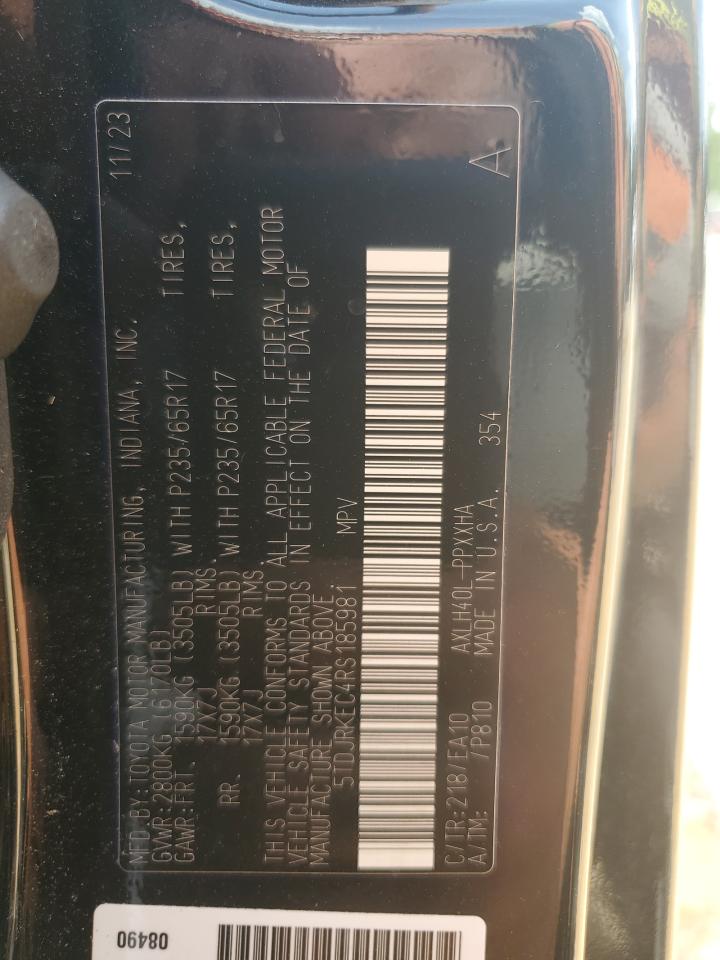 MFD.BY:TOYOTA MOTOR MANUFACTURING, INDIANA, INC. 11/23
GVWR:2800KG ( 6170LB)
GAWR:FRT. 1590KG (3505LB) WITH P235/65R17 TIRES,
17X7J RIMS.
RR. 1590KG (3505LB) WITH P235/65R17 TIRES,
17X7J RIMS.
THIS VEHICLE CONFORMS TO ALL APPLICABLE FEDERAL MOTOR
VEHICLE SAFETY STANDARDS IN EFFECT ON THE DATE OF
MANUFACTURE SHOWN ABOVE.
5TDJRKEC4RS185981 MPV
C/TR:218/EA10 AXLH40L-PPXXHA
A/TM: /P810 MADE IN U.S.A. 354 A
08490